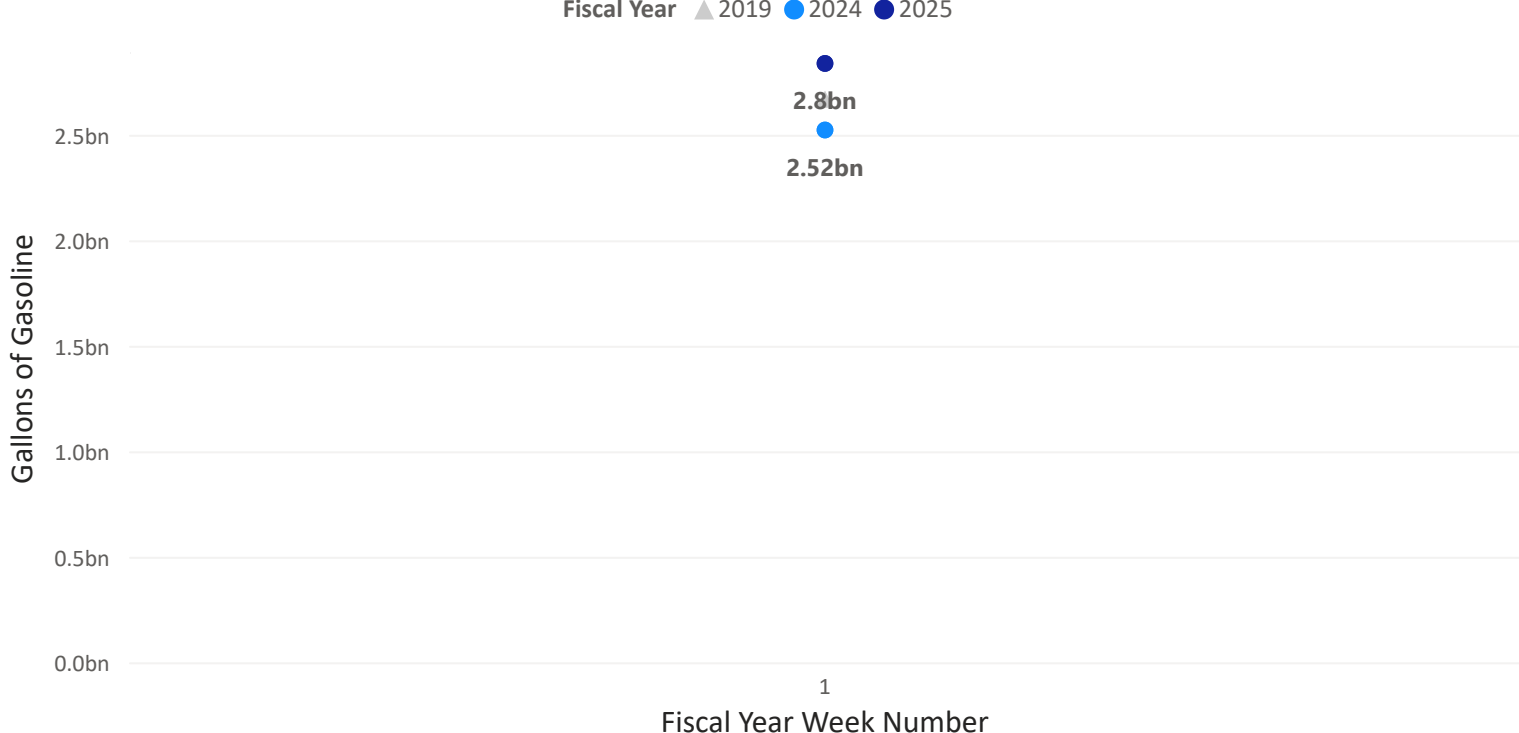 Fiscal Year 2019 2024 2025
2.8bn
2.5bn
2.52bn
2.0bn
1.5bn
1.0bn
0.5bn
0.0bn
Gallons of Gasoline
1
Fiscal Year Week Number